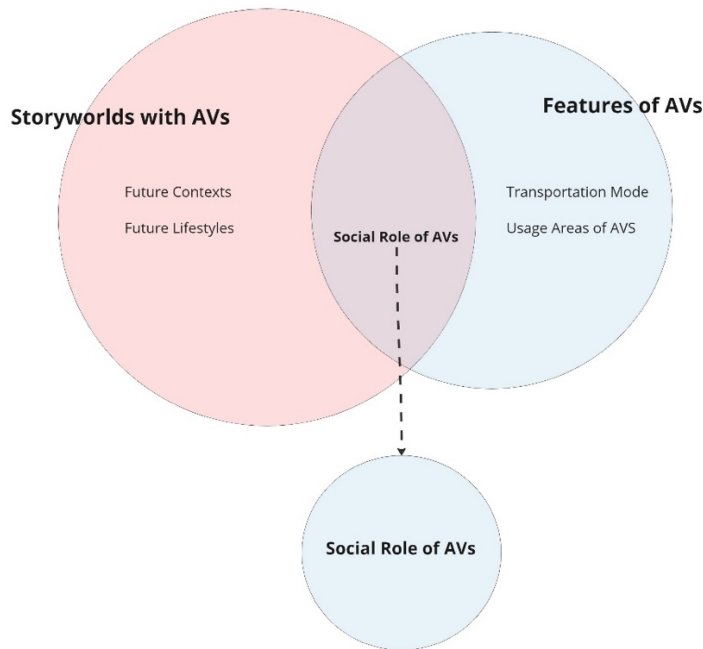 Storyworlds with AVs
Future Contexts
Future Lifestyles
Social Role of AVs
Features of AVs
Transportation Mode
Usage Areas of AVS
Social Role of AVs